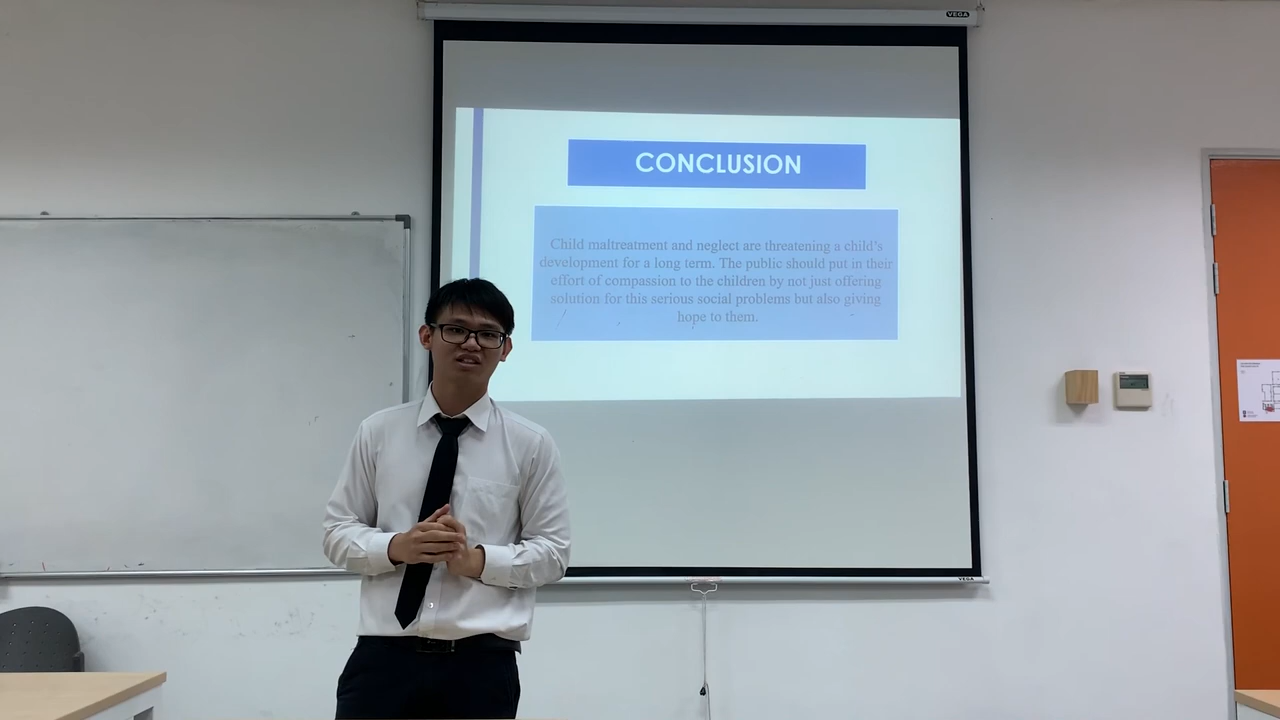 VEGA
CONCLUSION
Child maltreatment and neglect are threatening a child's
development for a long term. The public should put in their
effort of compassion to the children by not just offering
solution for this serious social problems but also giving
hope to them.
VEGA